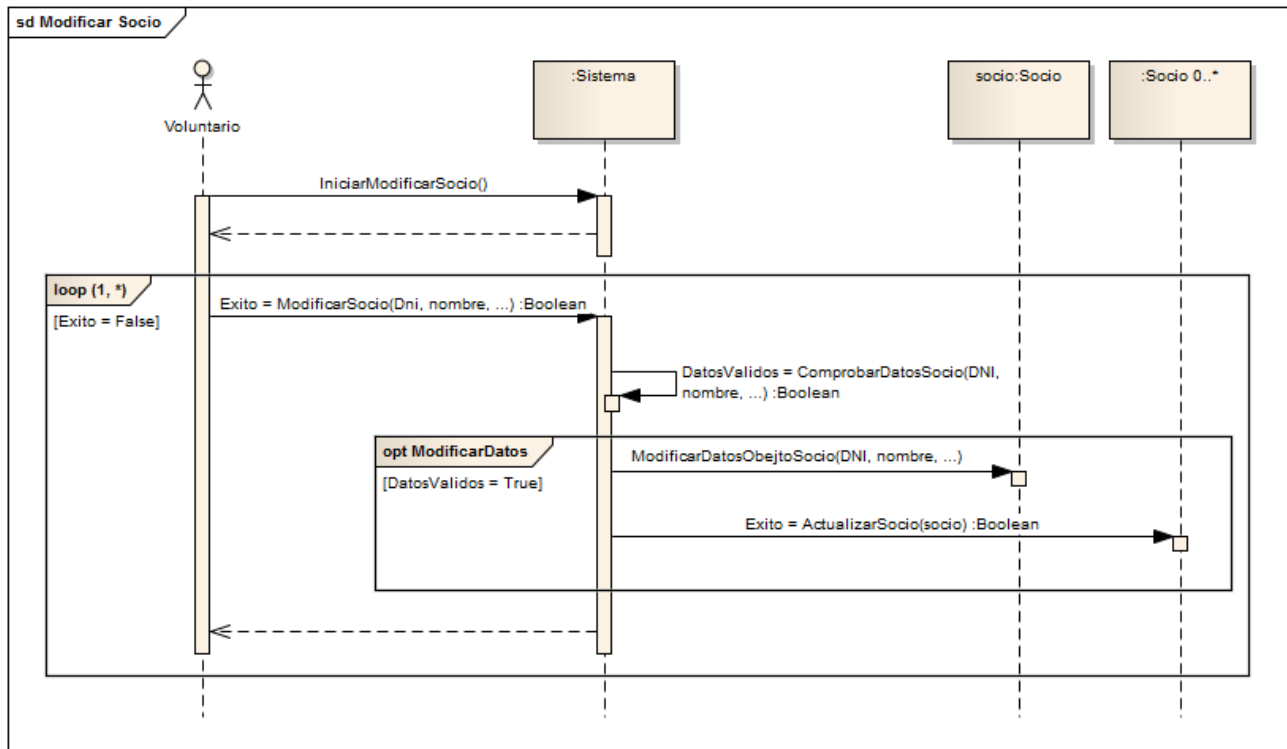 sd Modificar Socio
Voluntario
:Sistema
socio:Socio
:Socio 0..*
IniciarModificarSocio()
loop (1, *)
[Exito = False]
Exito = ModificarSocio(Dni, nombre, ...) :Boolean
DatosValidos = ComprobarDatosSocio(DNI,
nombre, ...) :Boolean
opt ModificarDatos
[DatosValidos = True]
ModificarDatosObejtoSocio(DNI, nombre, ...)
Exito = ActualizarSocio(socio) :Boolean